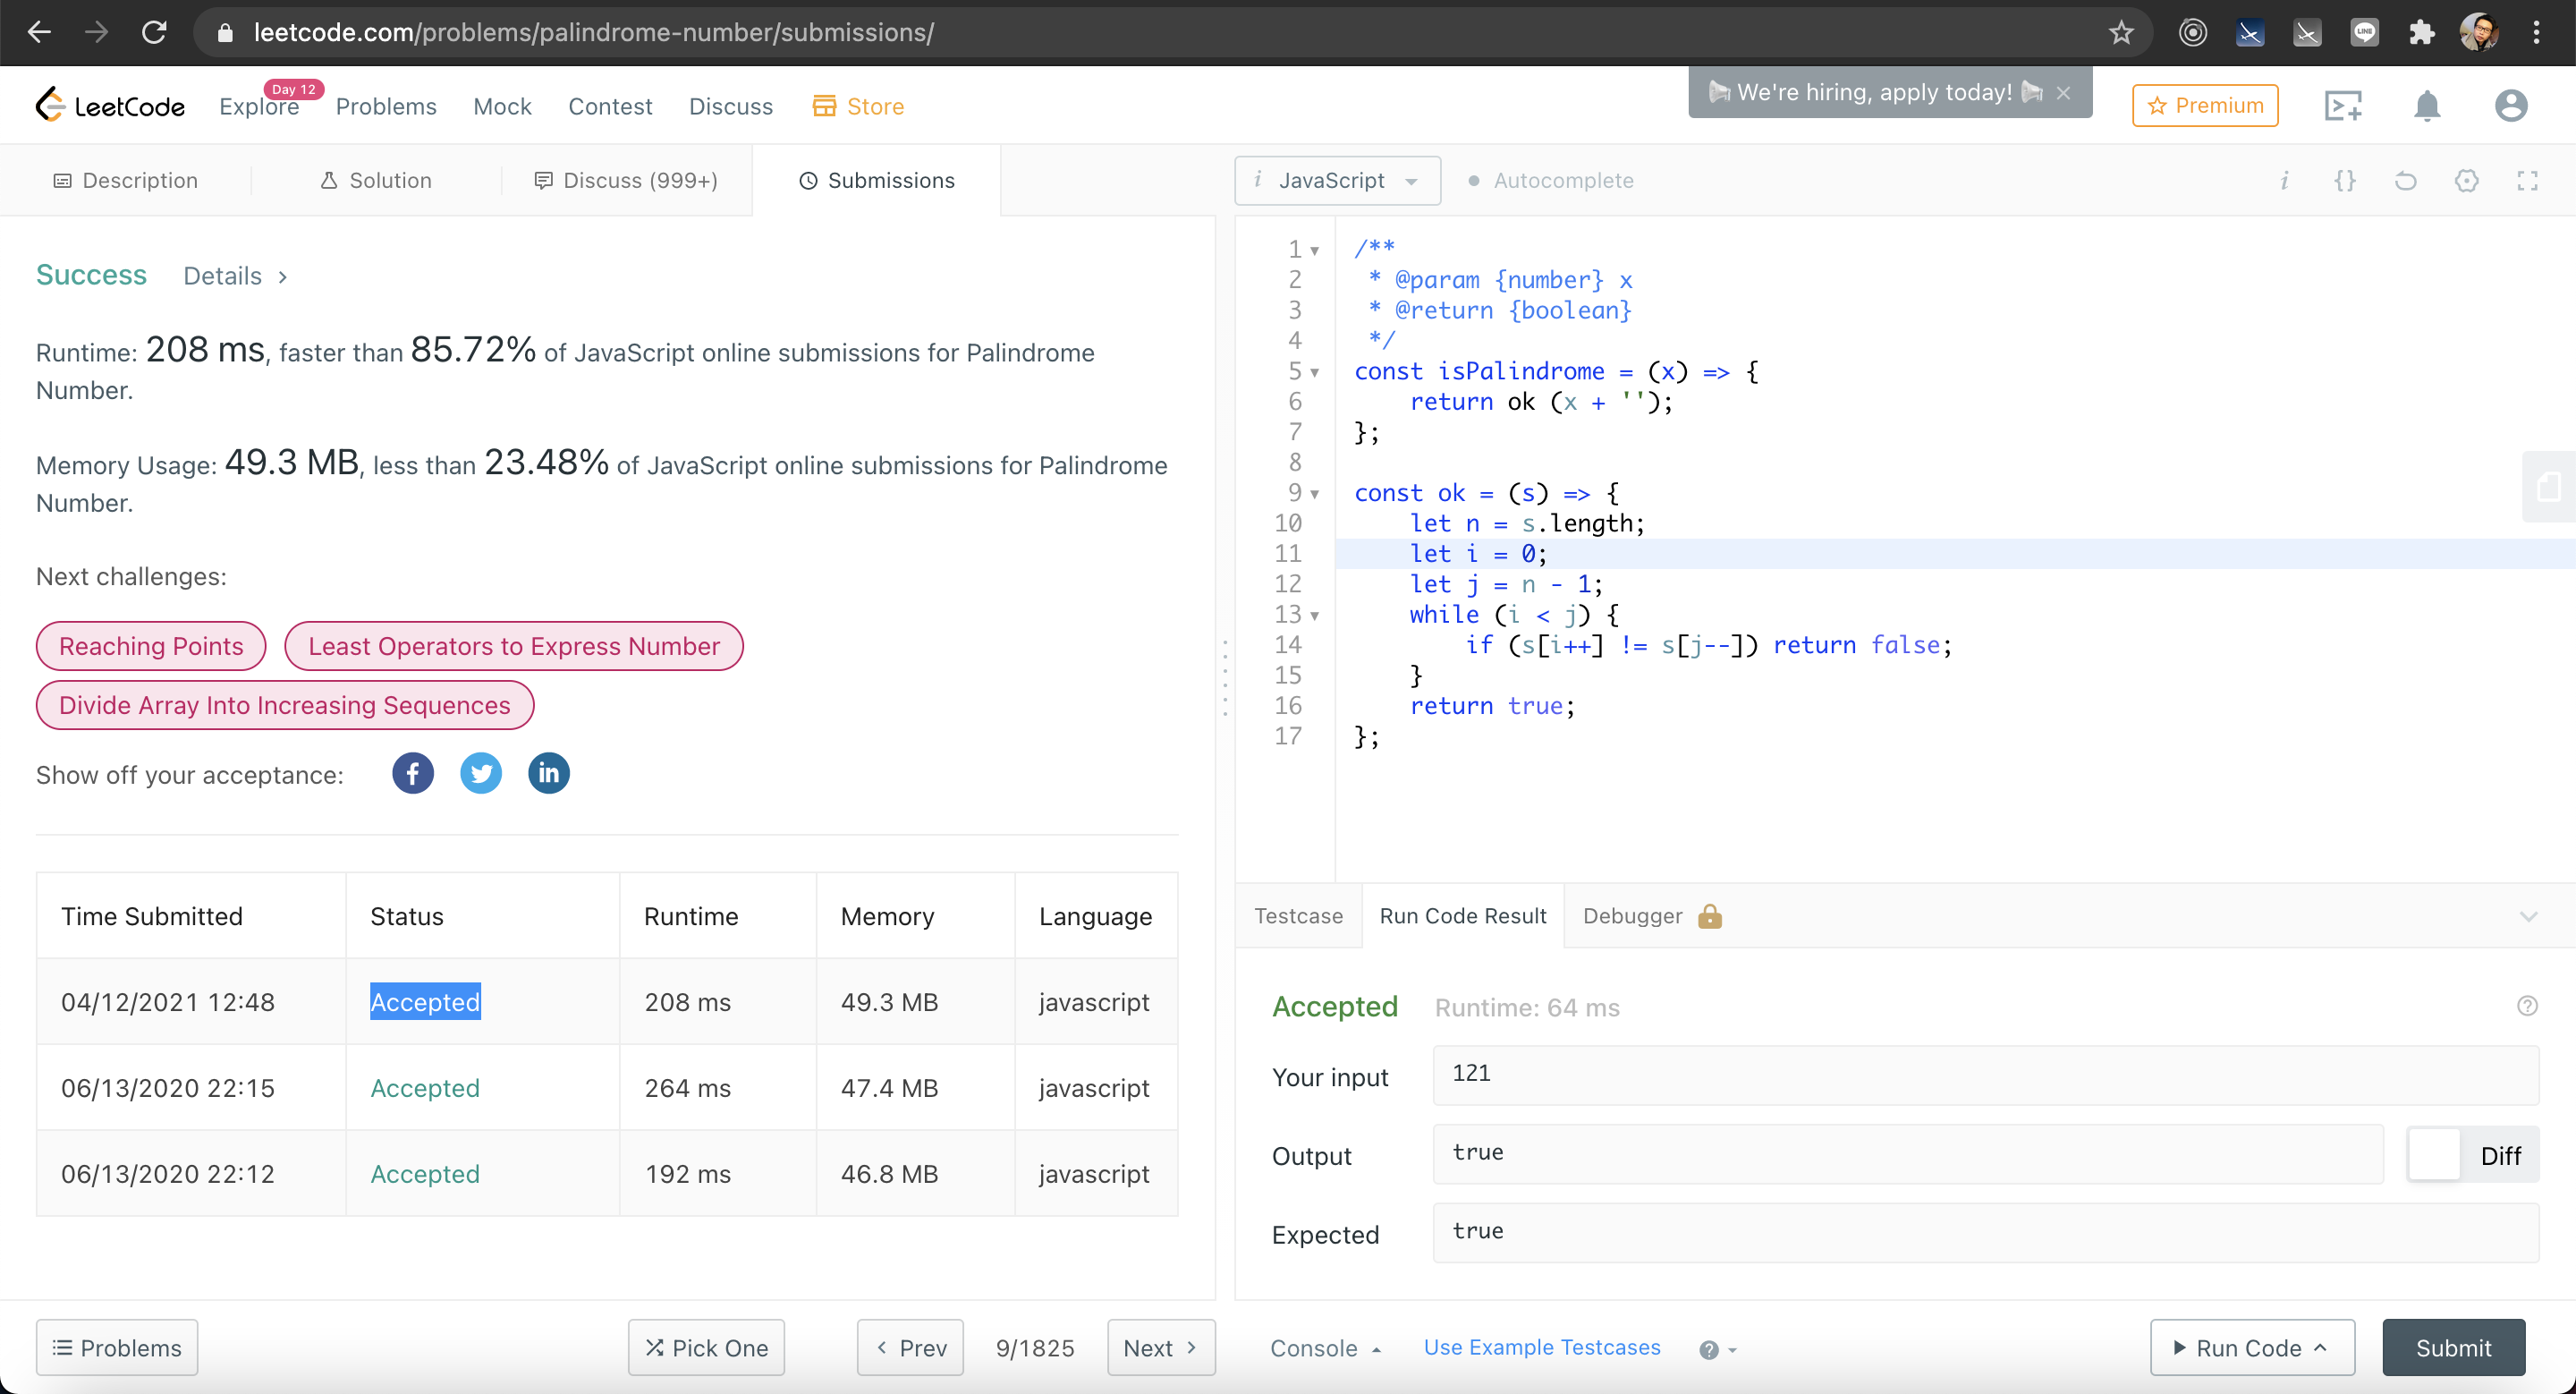 leetcode.com/problems/palindrome-number/submissions/
LeetCode
Explore
Day 12
Problems
Mock
Contest
Discuss
Store
We're hiring, apply today!
Premium
Description
Solution
Discuss (999+)
Submissions
JavaScript
Autocomplete
Success
Details
Runtime: 208 ms, faster than 85.72% of JavaScript online submissions for Palindrome
Number.
Memory Usage: 49.3 MB, less than 23.48% of JavaScript online submissions for Palindrome
Number.
Next challenges:
Reaching Points
Least Operators to Express Number
Divide Array Into Increasing Sequences
Show off your acceptance:
Time Submitted Status Runtime Memory Language
04/12/2021 12:48 Accepted 208 ms 49.3 MB javascript
06/13/2020 22:15 Accepted 264 ms 47.4 MB javascript
06/13/2020 22:12 Accepted 192 ms 46.8 MB javascript
1 /**
2  * @param {number} x
3  * @return {boolean}
4  */
5 const isPalindrome = (x) => {
6     return ok (x + '');
7 };
8
9 const ok = (s) => {
10     let n = s.length;
11     let i = 0;
12     let j = n - 1;
13     while (i < j) {
14         if (s[i++] != s[j--]) return false;
15     }
16     return true;
17 };
Testcase
Run Code Result
Debugger
Accepted
Runtime: 64 ms
Your input
121
Output
true
Diff
Expected
true
Problems
Pick One
Prev
9/1825
Next
Console
Use Example Testcases
Run Code
Submit